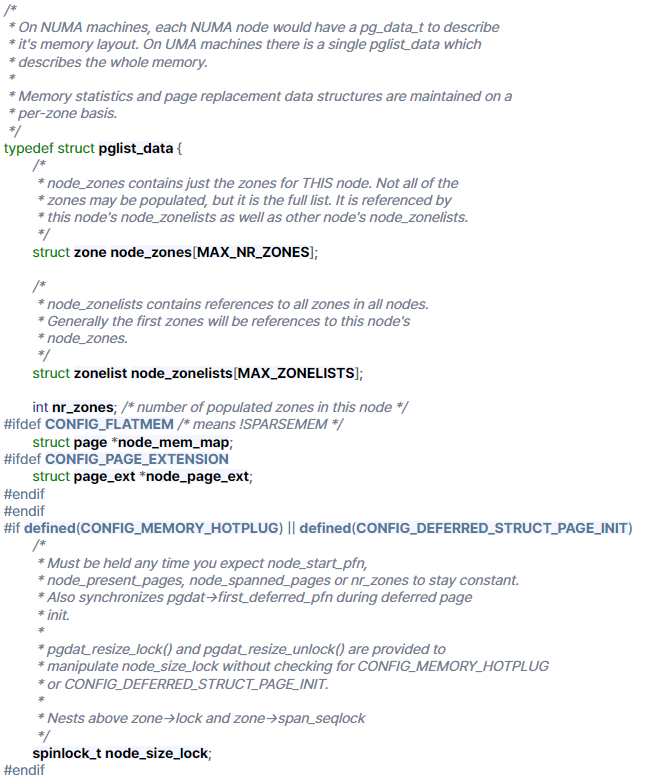 /*
* On NUMA machines, each NUMA node would have a pg_data_t to describe
* it's memory layout. On UMA machines there is a single pglist_data which
* describes the whole memory.
*
* Memory statistics and page replacement data structures are maintained on a
* per-zone basis.
*/
typedef struct pglist_data {
/*
* node_zones contains just the zones for THIS node. Not all of the
* zones may be populated, but it is the full list. It is referenced by
* this node's node_zonelists as well as other node's node_zonelists.
*/
struct zone node_zones[MAX_NR_ZONES];
/*
* node_zonelists contains references to all zones in all nodes.
* Generally the first zones will be references to this node's
* node_zones.
*/
struct zonelist node_zonelists[MAX_ZONELISTS];
int nr_zones; /* number of populated zones in this node */
#ifdef CONFIG_FLATMEM /* means !SPARSEMEM */
struct page *node_mem_map;
#ifdef CONFIG_PAGE_EXTENSION
struct page_ext *node_page_ext;
#endif
#endif
#if defined(CONFIG_MEMORY_HOTPLUG) || defined(CONFIG_DEFERRED_STRUCT_PAGE_INIT)
/*
* Must be held any time you expect node_start_pfn,
* node_present_pages, node_spanned_pages or nr_zones to stay constant.
* Also synchronizes pgdat→first_deferred_pfn during deferred page
* init.
*
* pgdat_resize_lock() and pgdat_resize_unlock() are provided to
* manipulate node_size_lock without checking for CONFIG_MEMORY_HOTPLUG
* or CONFIG_DEFERRED_STRUCT_PAGE_INIT.
*
* Nests above zone→lock and zone→span_seqlock
*/
spinlock_t node_size_lock;
#endif